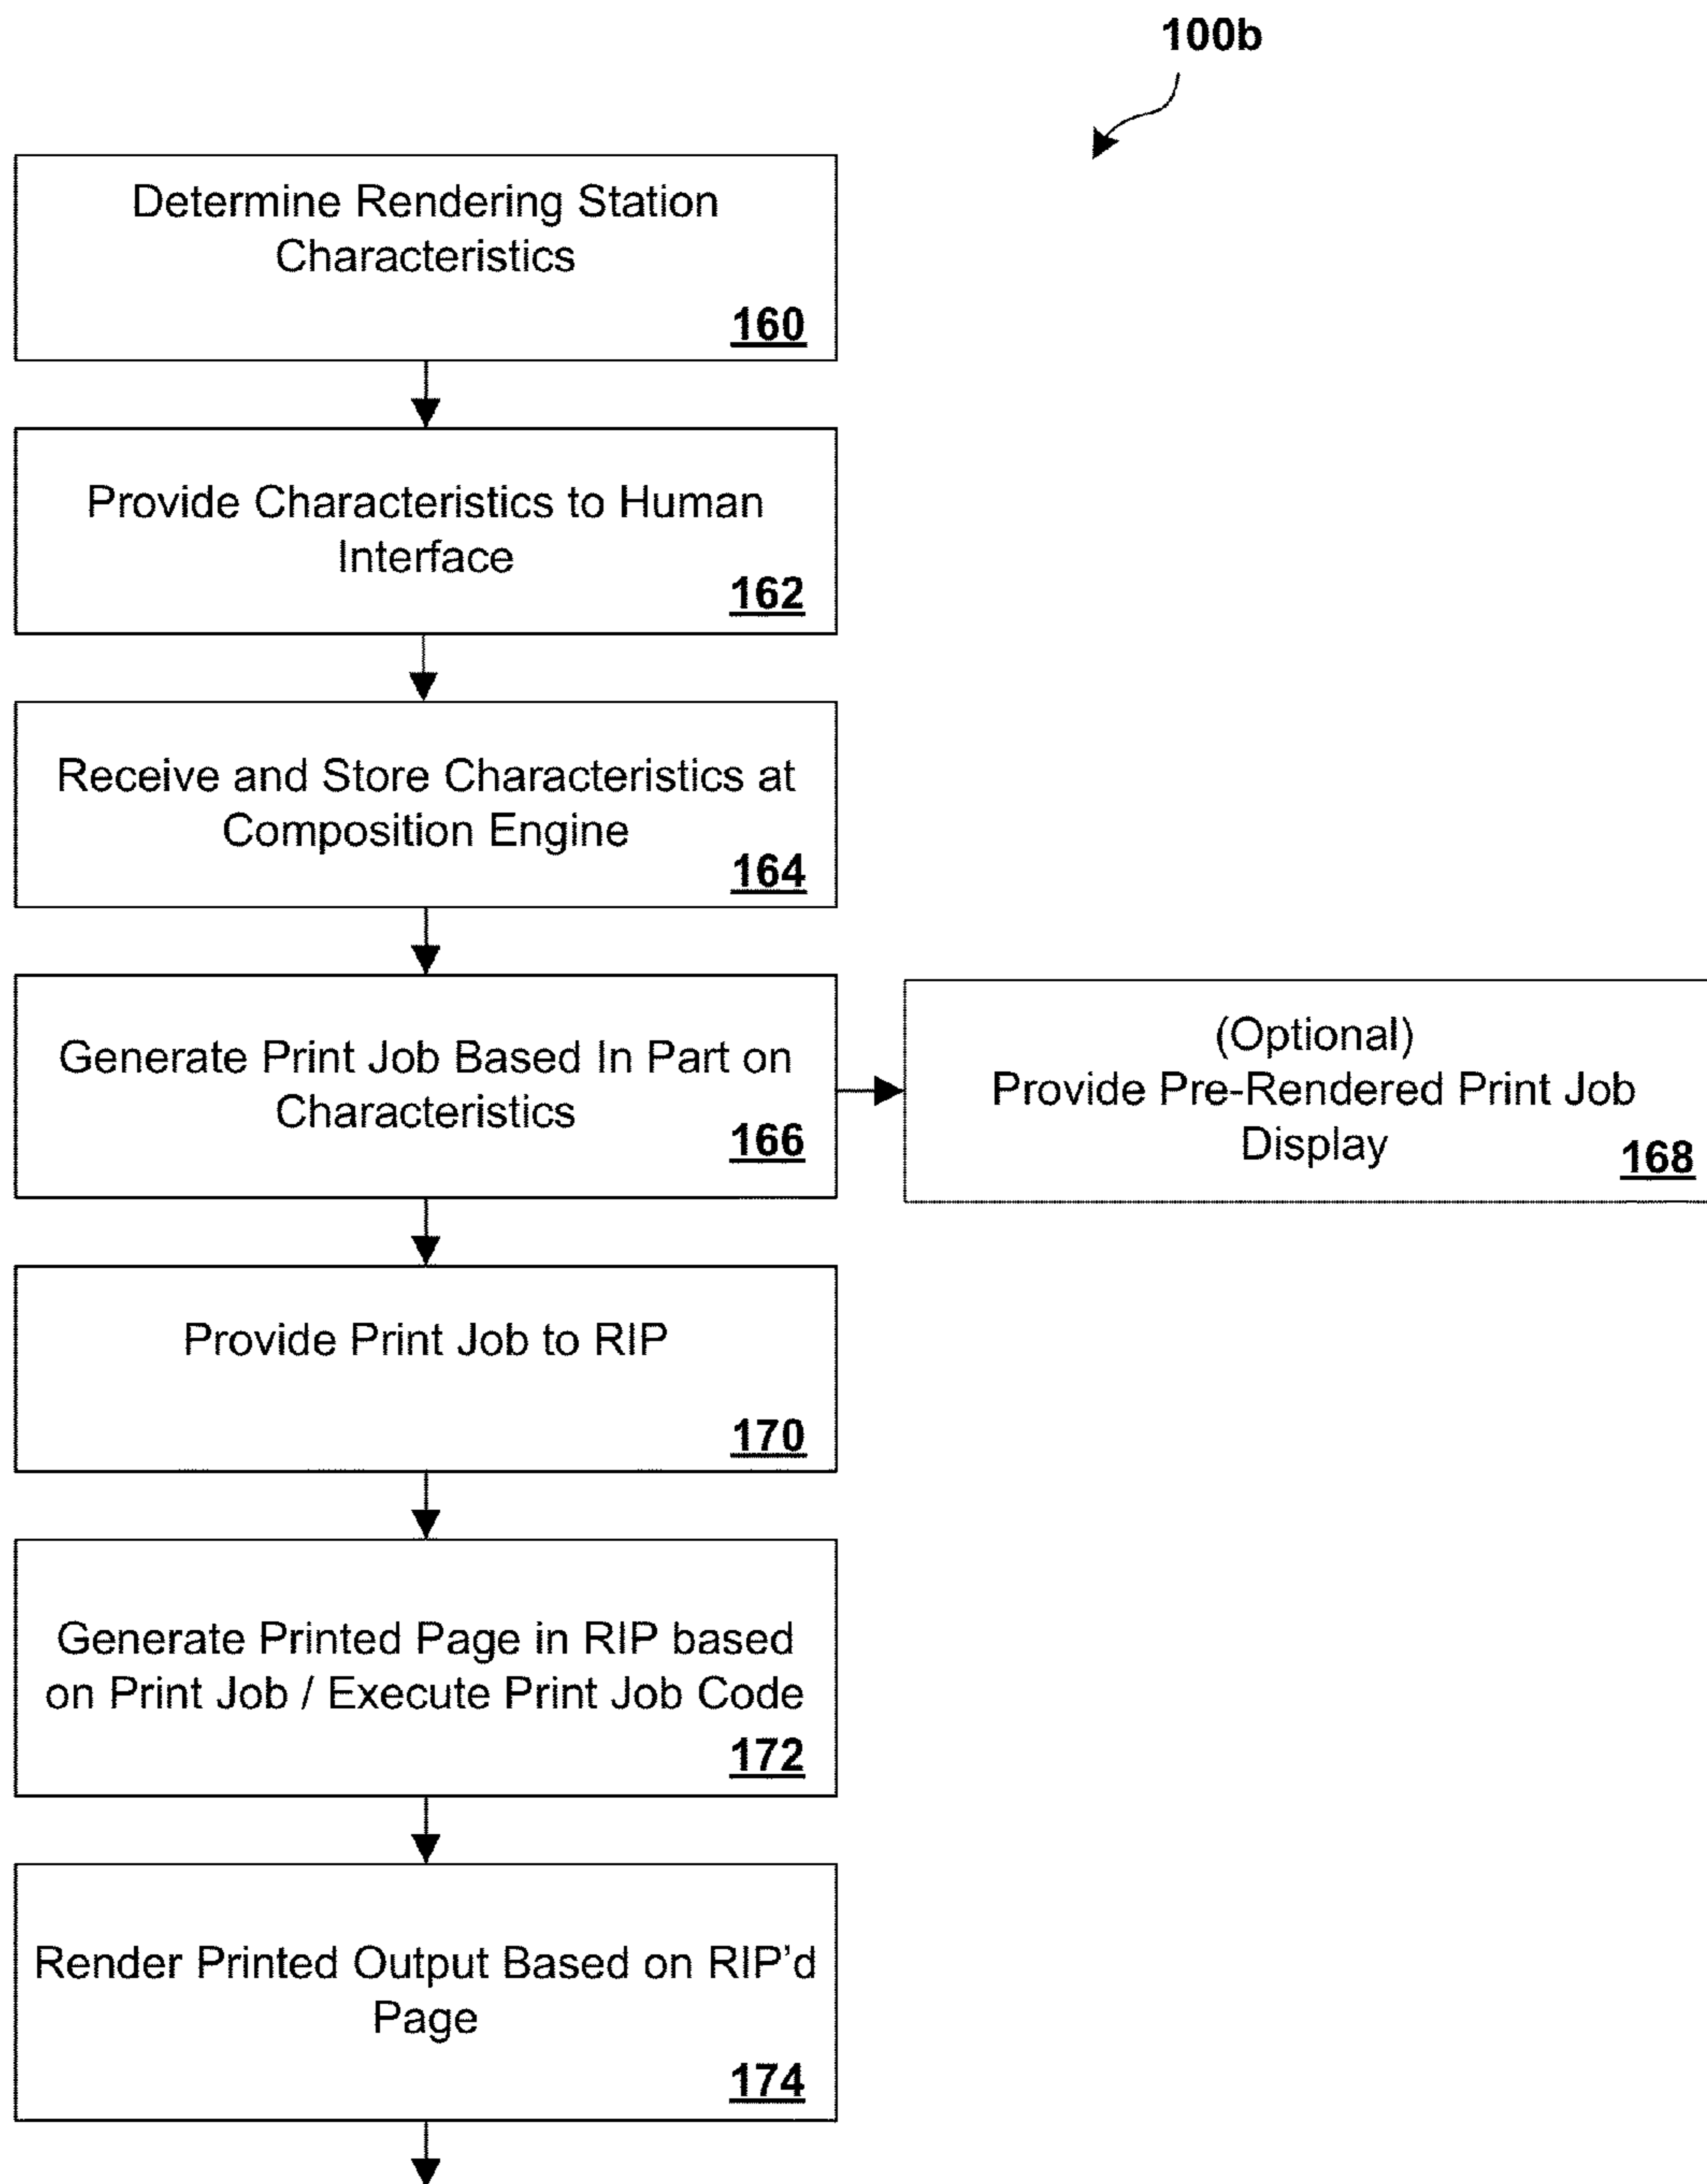 100b
Determine Rendering Station
Characteristics
160
Provide Characteristics to Human
Interface
162
Receive and Store Characteristics at
Composition Engine
164
Generate Print Job Based In Part on
Characteristics
166
(Optional)
Provide Pre-Rendered Print Job
Display
168
Provide Print Job to RIP
170
Generate Printed Page in RIP based
on Print Job / Execute Print Job Code
172
Render Printed Output Based on RIP'd
Page
174